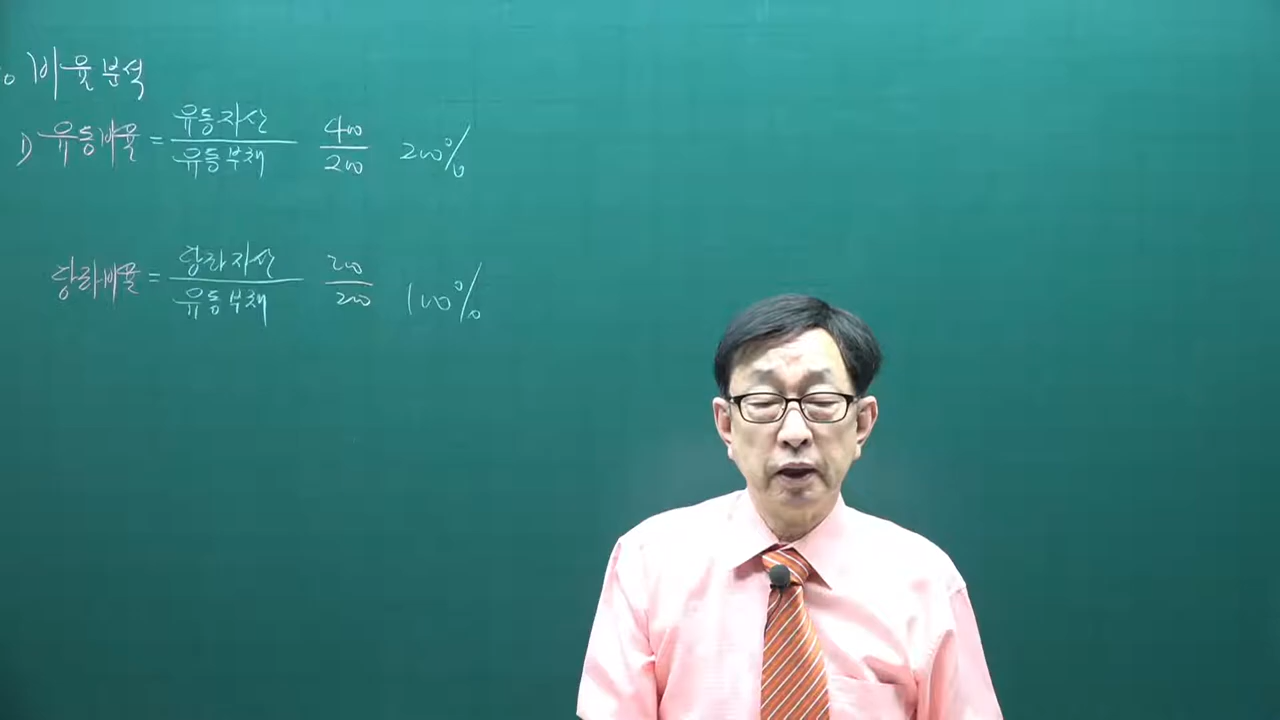 ○ 비율분석
1) 유동비율 = 유동자산 / 유동부채 400 / 200 200%
당좌비율 = 당좌자산 / 유동부채 200 / 200 100%